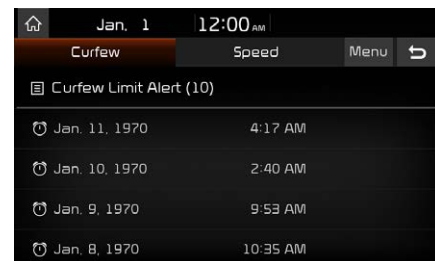 Jan. 1 12:00 AM
Curfew Speed Menu
Curfew Limit Alert (10)
Jan. 11, 1970 4:17 AM
Jan. 10, 1970 2:40 AM
Jan. 9, 1970 9:53 AM
Jan. 8, 1970 10:35 AM